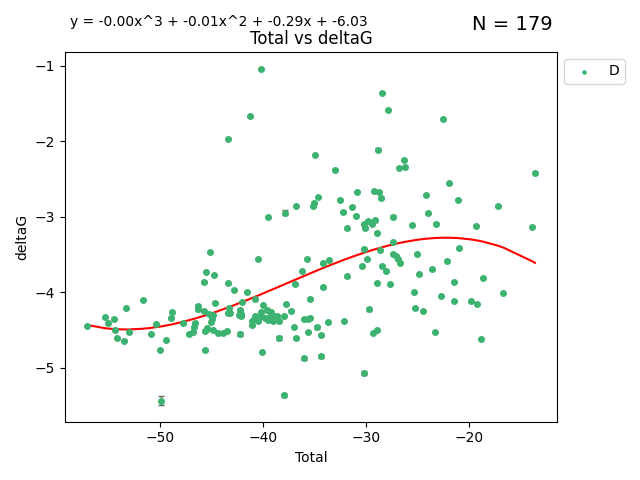 y = -0.00x^3 + -0.01x^2 + -0.29x + -6.03
N = 179
Total vs deltaG
D
−1
−2
−3
−4
−5
deltaG
−50
−40
−30
−20
Total